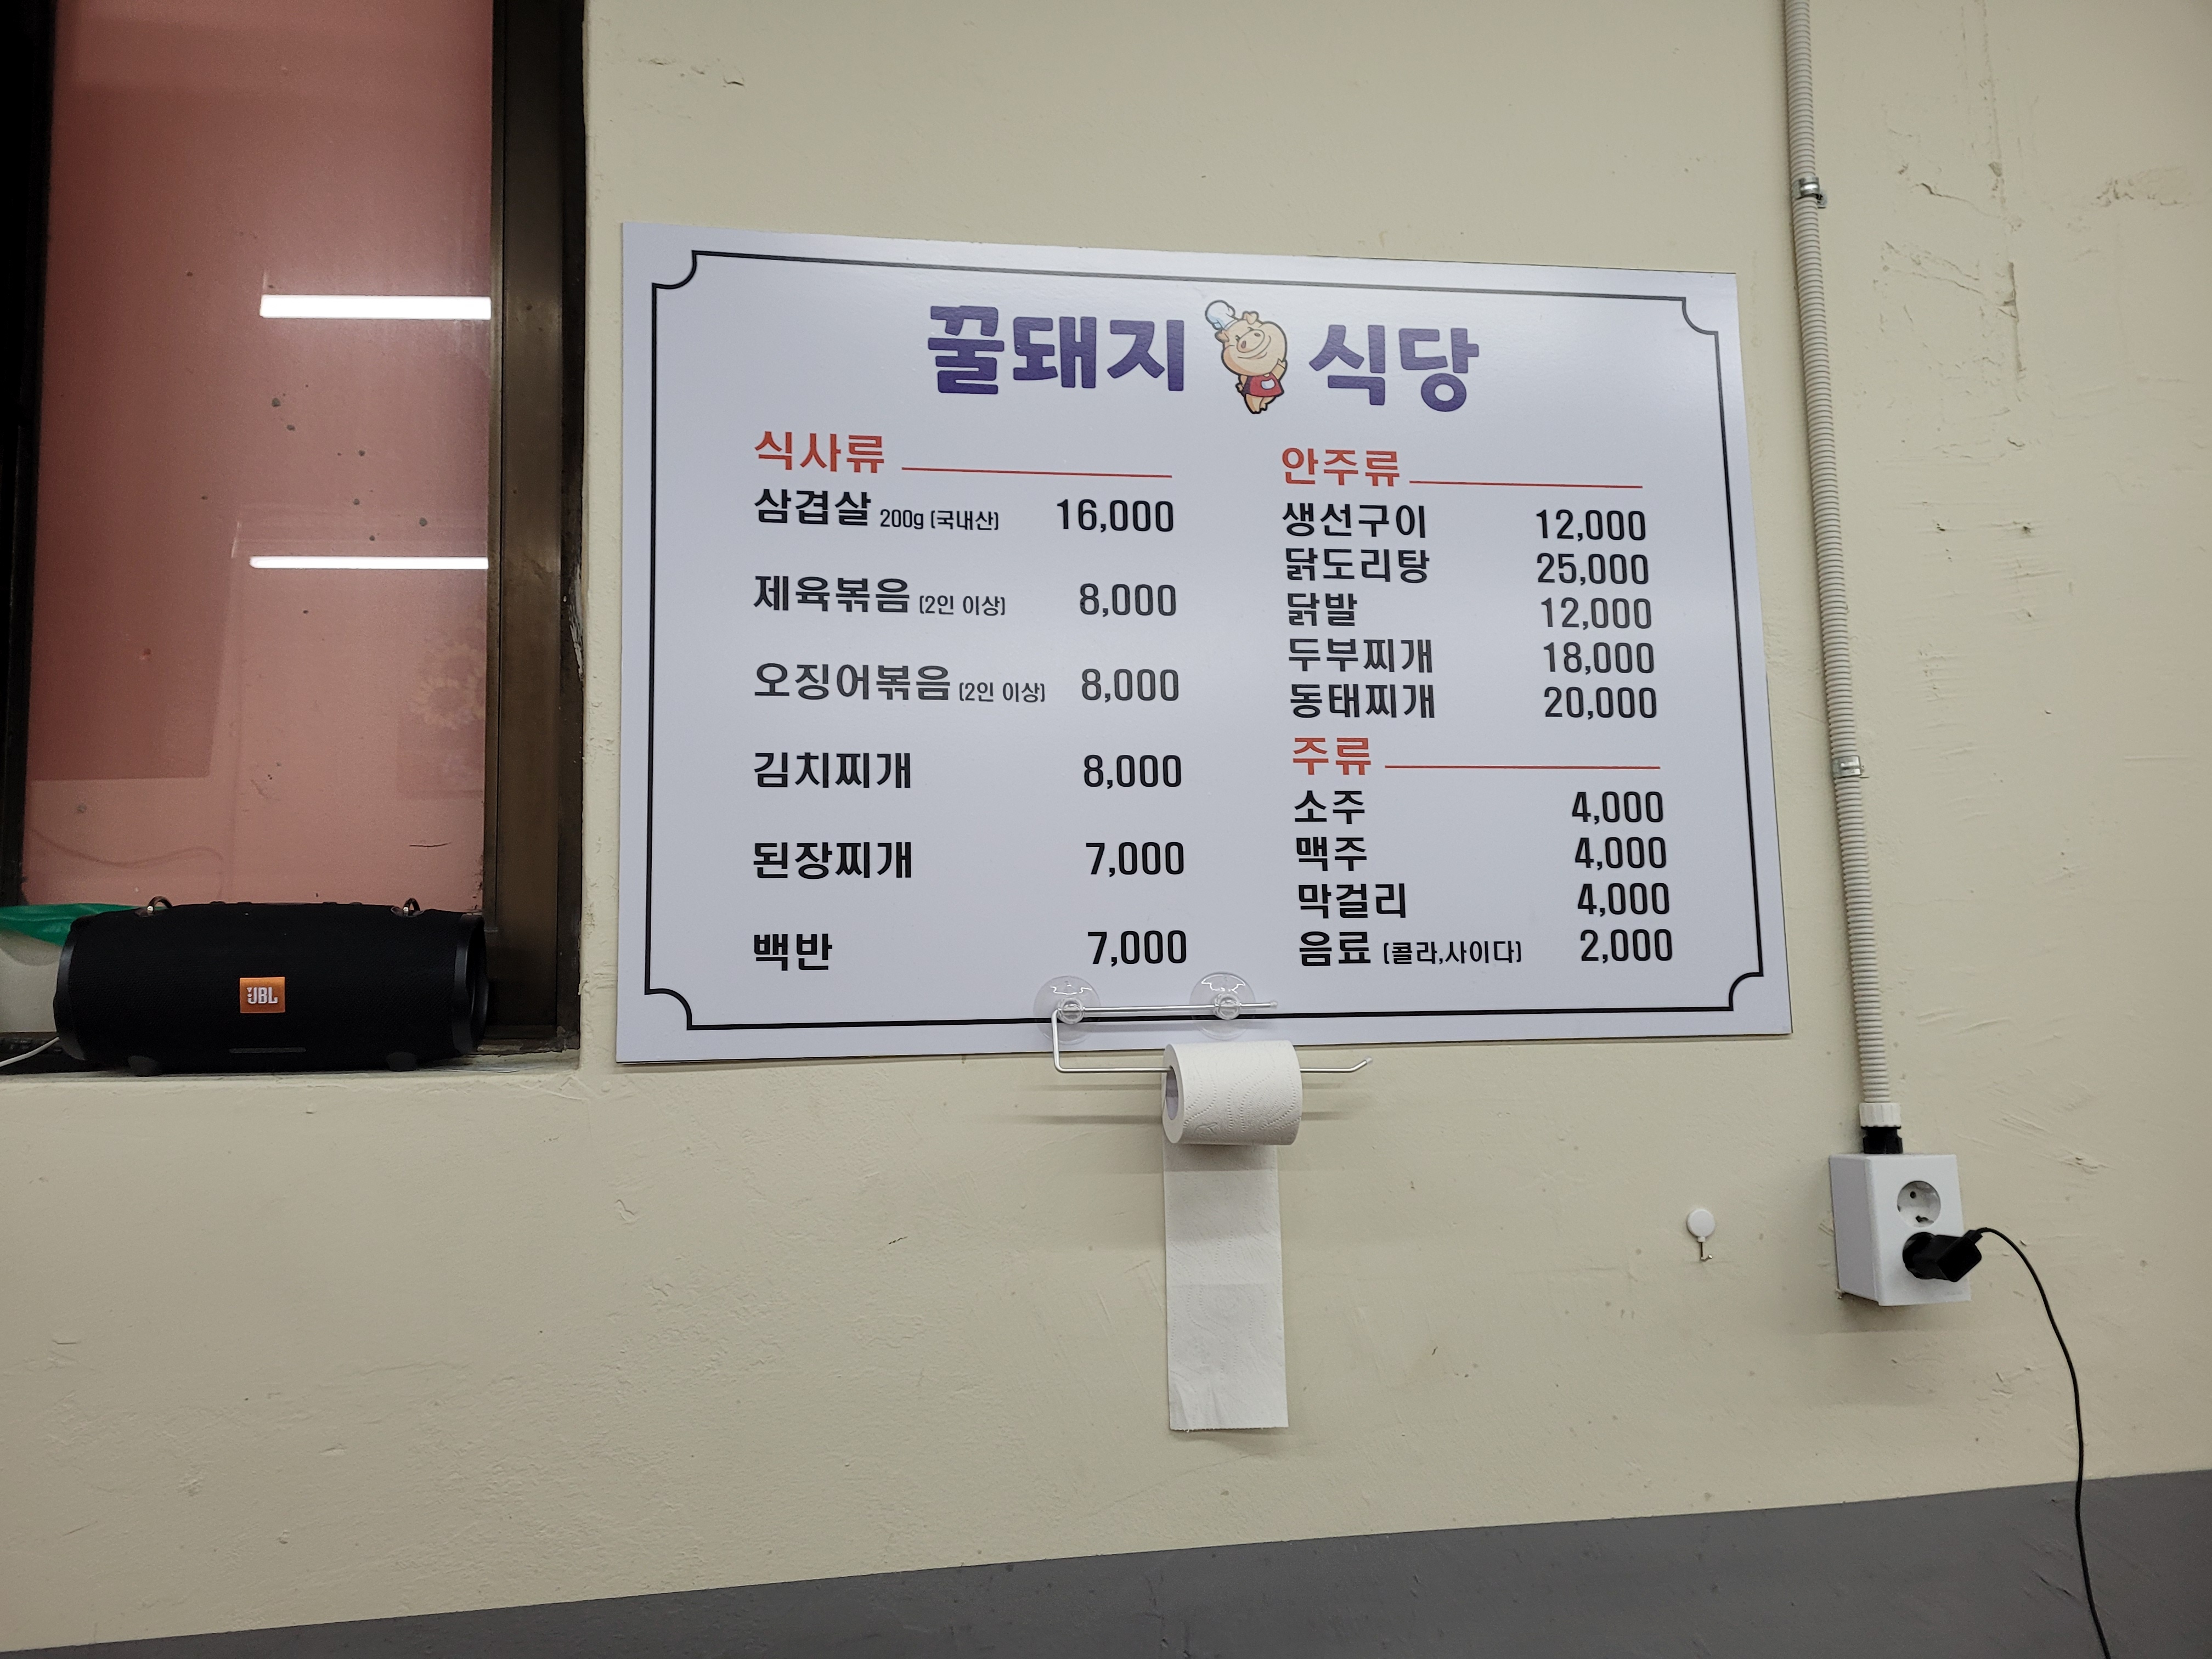 꿀돼지 식당
식사류
삼겹살 200g (국내산) 16,000
제육볶음 (2인 이상) 8,000
오징어볶음 (2인 이상) 8,000
김치찌개 8,000
된장찌개 7,000
백반 7,000
안주류
생선구이 12,000
닭도리탕 25,000
닭발 12,000
두부찌개 18,000
동태찌개 20,000
주류
소주 4,000
맥주 4,000
막걸리 4,000
음료 (콜라,사이다) 2,000
JBL